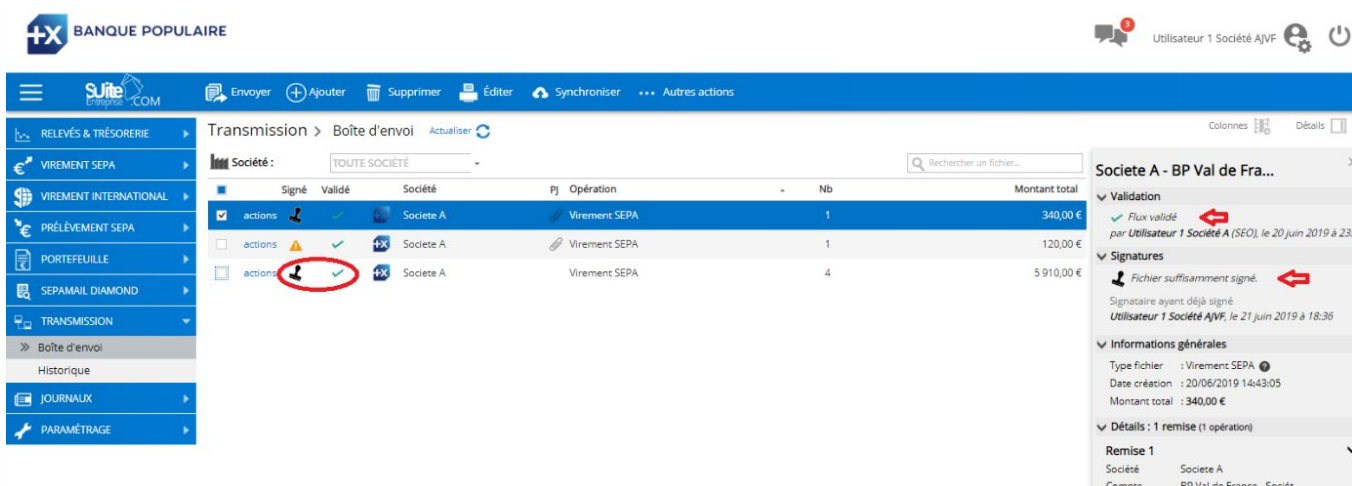 BANQUE POPULAIRE
3
Utilisateur 1 Société AJVF
SUite Entreprise .COM
Envoyer Ajouter Supprimer Éditer Synchroniser ... Autres actions
RELEVÉS & TRÉSORERIE
VIREMENT SEPA
VIREMENT INTERNATIONAL
PRÉLÈVEMENT SEPA
PORTEFEUILLE
SEPAMAIL DIAMOND
TRANSMISSION
Boîte d'envoi
Historique
JOURNAUX
PARAMÉTRAGE
Transmission > Boîte d'envoi Actualiser
Colonnes Détails
Société : TOUTE SOCIÉTÉ Rechercher un fichier...
Signé Validé Société PJ Opération Nb Montant total
actions Societe A Virement SEPA 1 340,00 €
actions Societe A Virement SEPA 1 120,00 €
actions Societe A Virement SEPA 4 5 910,00 €
Societe A - BP Val de Fra...
Validation
Flux validé
par Utilisateur 1 Société A (SEO), le 20 juin 2019 à 23:
Signatures
Fichier suffisamment signé.
Signataire ayant déjà signé
Utilisateur 1 Société AJVF, le 21 juin 2019 à 18:36
Informations générales
Type fichier : Virement SEPA
Date création : 20/06/2019 14:43:05
Montant total : 340,00 €
Détails : 1 remise (1 opération)
Remise 1
Société Societe A
Compte BP Val de France - Sociét